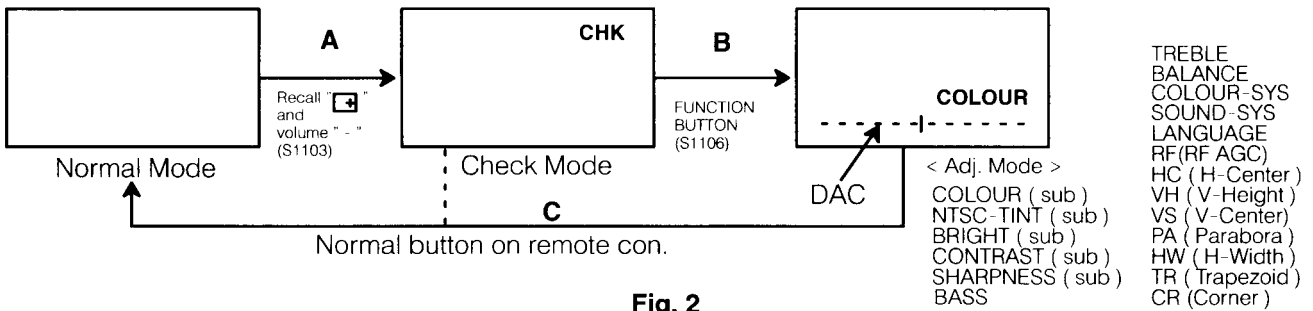 A
Recall " + "
and
volume " - "
(S1103)
Normal Mode
CHK
Check Mode
B
FUNCTION
BUTTON
(S1106)
COLOUR
DAC
C
Normal button on remote con.
< Adj. Mode >
COLOUR ( sub )
NTSC-TINT ( sub )
BRIGHT ( sub )
CONTRAST ( sub )
SHARPNESS ( sub )
BASS
TREBLE
BALANCE
COLOUR-SYS
SOUND-SYS
LANGUAGE
RF(RF AGC)
HC ( H-Center )
VH ( V-Height )
VS ( V-Center)
PA ( Parabora )
HW ( H-Width )
TR ( Trapezoid )
CR (Corner )
Fig. 2